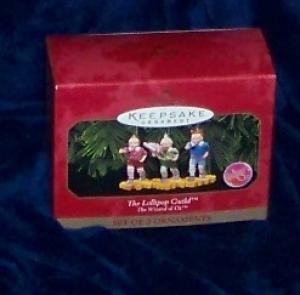 KEEPSAKE
ORNAMENT
The Lollipop Guild™
The Wizard of Oz™
SET OF 3 ORNAMENTS